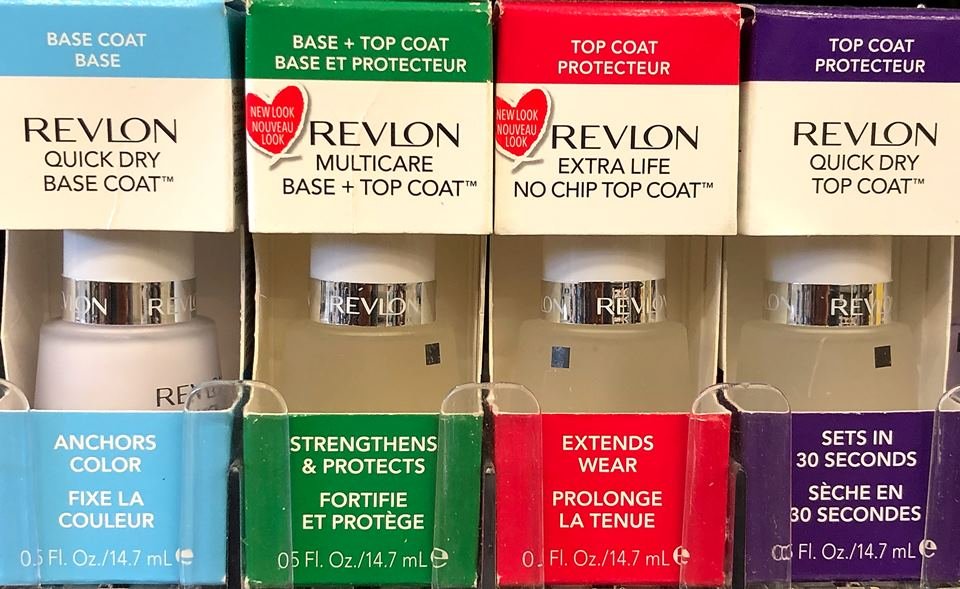 BASE COAT
BASE
REVLON
QUICK DRY
BASE COAT™
REVLON
ANCHORS
COLOR
FIXE LA
COULEUR
0.5 Fl. Oz./14.7 mL e
BASE + TOP COAT
BASE ET PROTECTEUR
NEW LOOK
NOUVEAU
LOOK
REVLON
MULTICARE
BASE + TOP COAT™
REVLON
STRENGTHENS
& PROTECTS
FORTIFIE
ET PROTÈGE
05 Fl. Oz./14.7 mL e
TOP COAT
PROTECTEUR
NEW LOOK
NOUVEAU
LOOK
REVLON
EXTRA LIFE
NO CHIP TOP COAT™
REVLON
EXTENDS
WEAR
PROLONGE
LA TENUE
Fl. Oz./14.7 mL e
TOP COAT
PROTECTEUR
REVLON
QUICK DRY
TOP COAT™
REVLON
SETS IN
30 SECONDS
SÈCHE EN
30 SECONDES
Fl. Oz./14.7 mL e